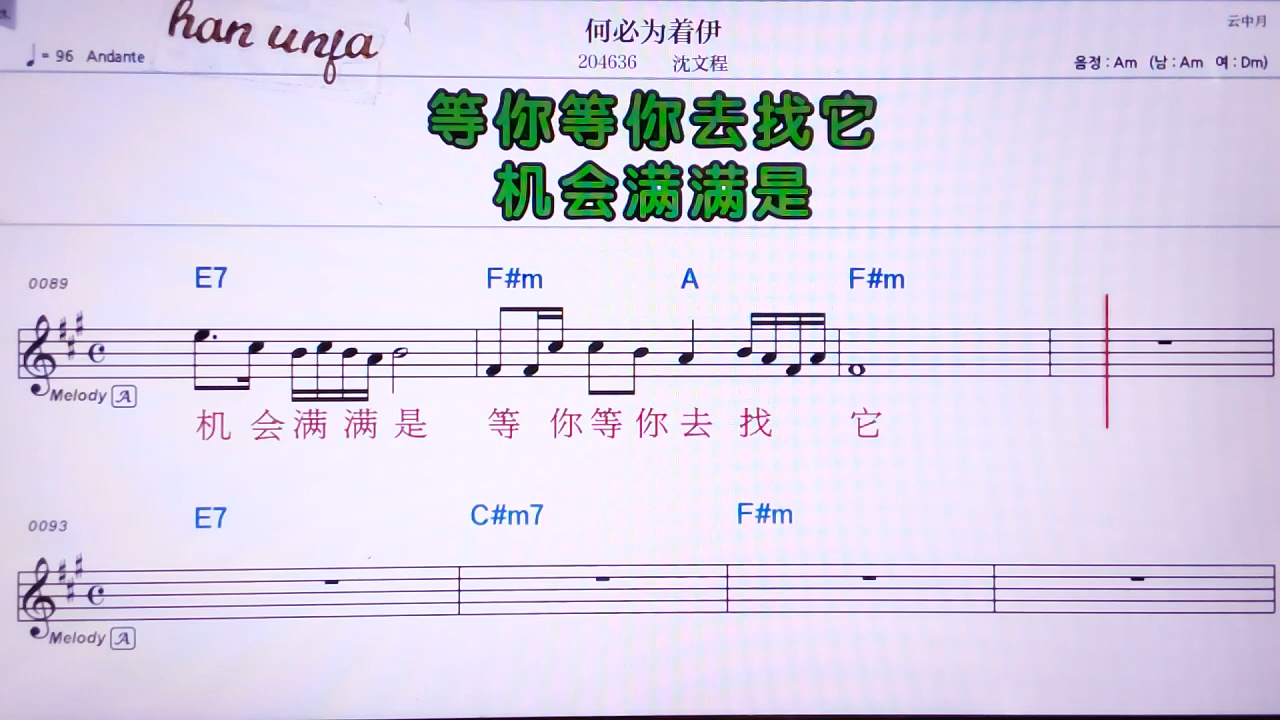 han unfa
何必为着伊
云中月
♩= 96 Andante
204636 沈文程
음정 : Am (남 : Am 여 : Dm)
等你等你去找它
机会满满是
0089
E7 F#m A F#m
Melody A
机会满满是 等你等你去找 它
0093
E7 C#m7 F#m
Melody A